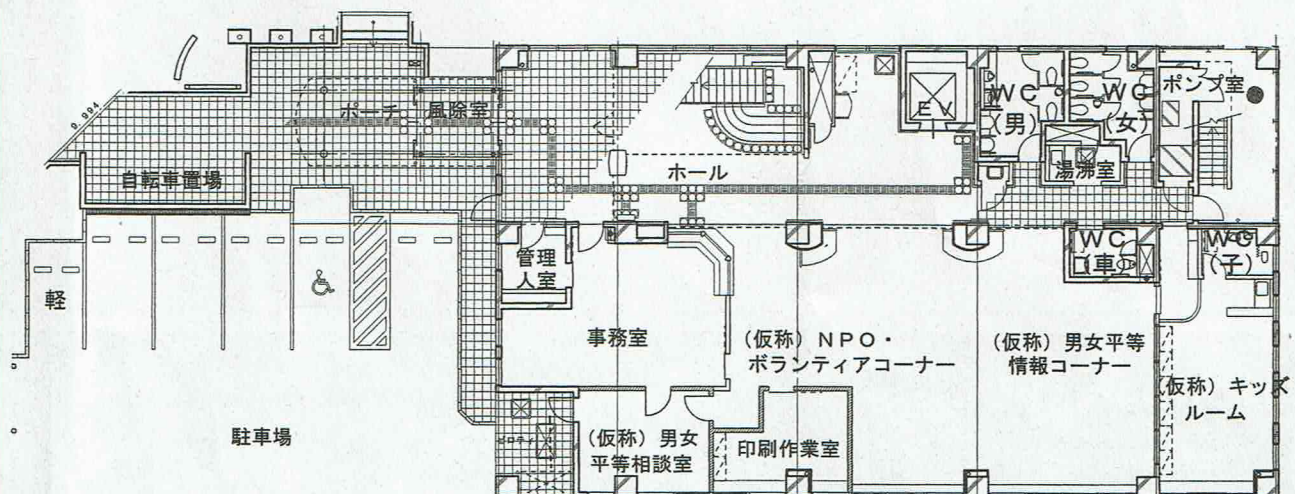 ポーチ
風除室
自転車置場
9.994
ホール
EV
WC
(男)
WC
(女)
ポンプ室
湯沸室
軽
管理
人室
事務室
(仮称) NPO・
ボランティアコーナー
WC
(車)
WC
(子)
(仮称) 男女平等
情報コーナー
(仮称) キッズ
ルーム
駐車場
(仮称) 男女
平等相談室
印刷作業室